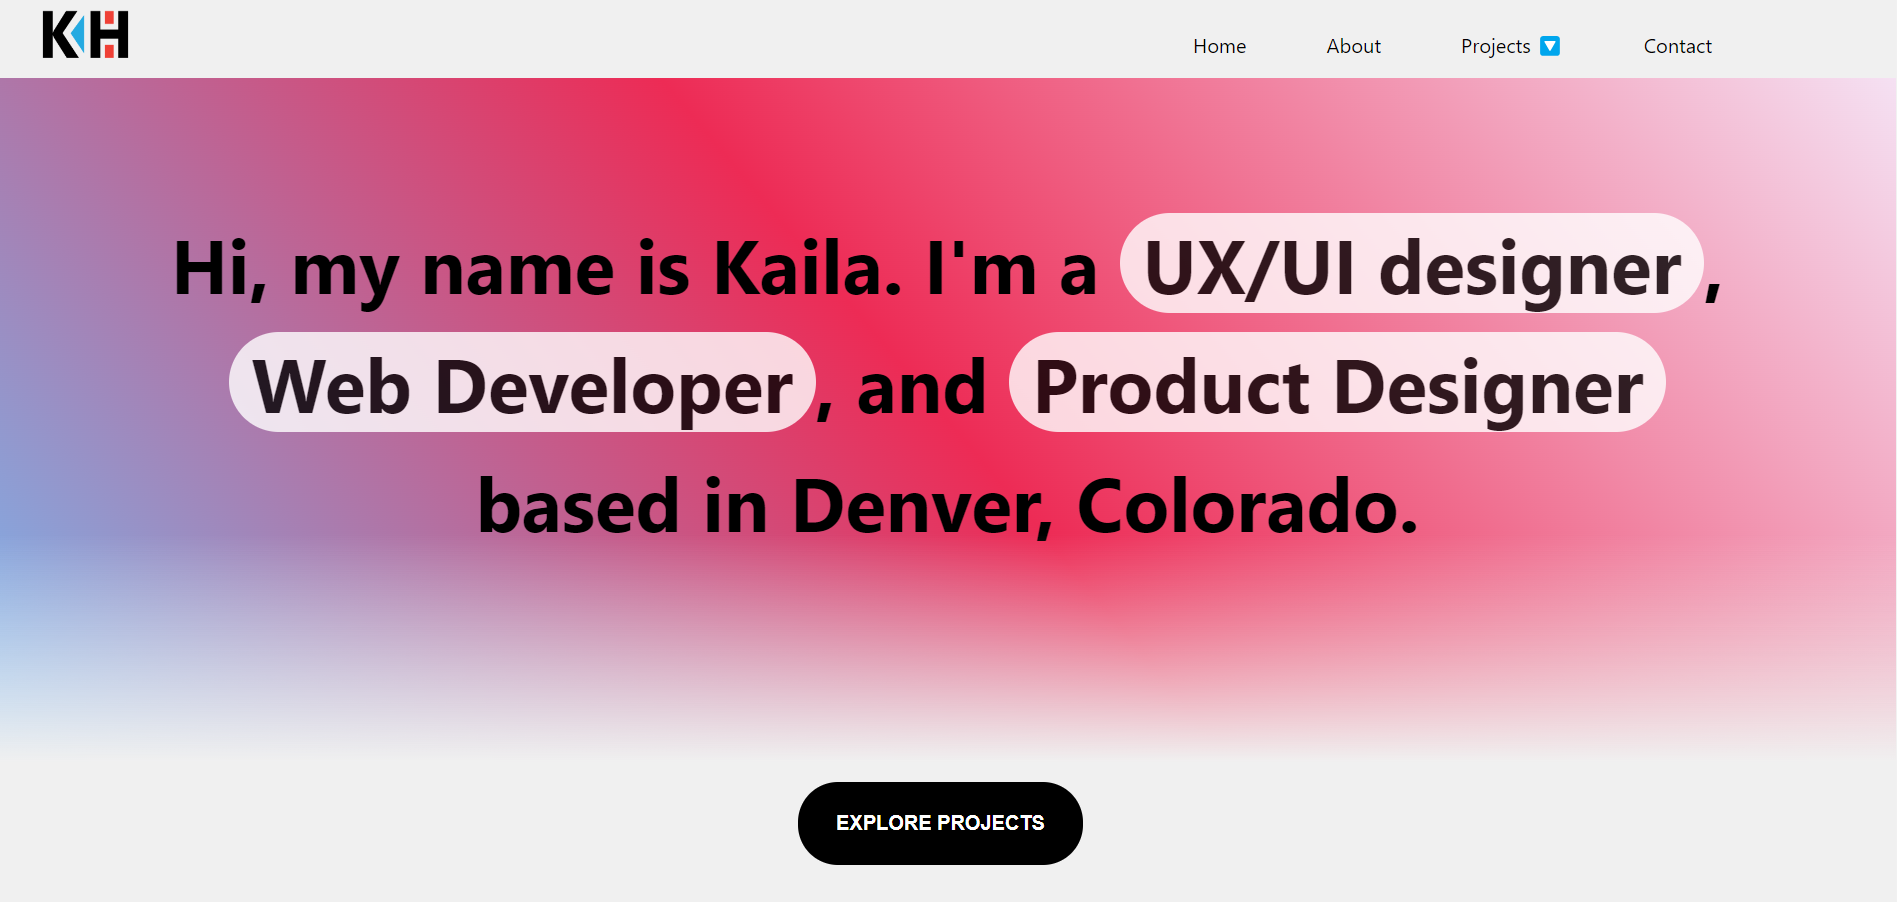 KH
Home About Projects 🔽 Contact
Hi, my name is Kaila. I'm a UX/UI designer,
Web Developer, and Product Designer
based in Denver, Colorado.
EXPLORE PROJECTS